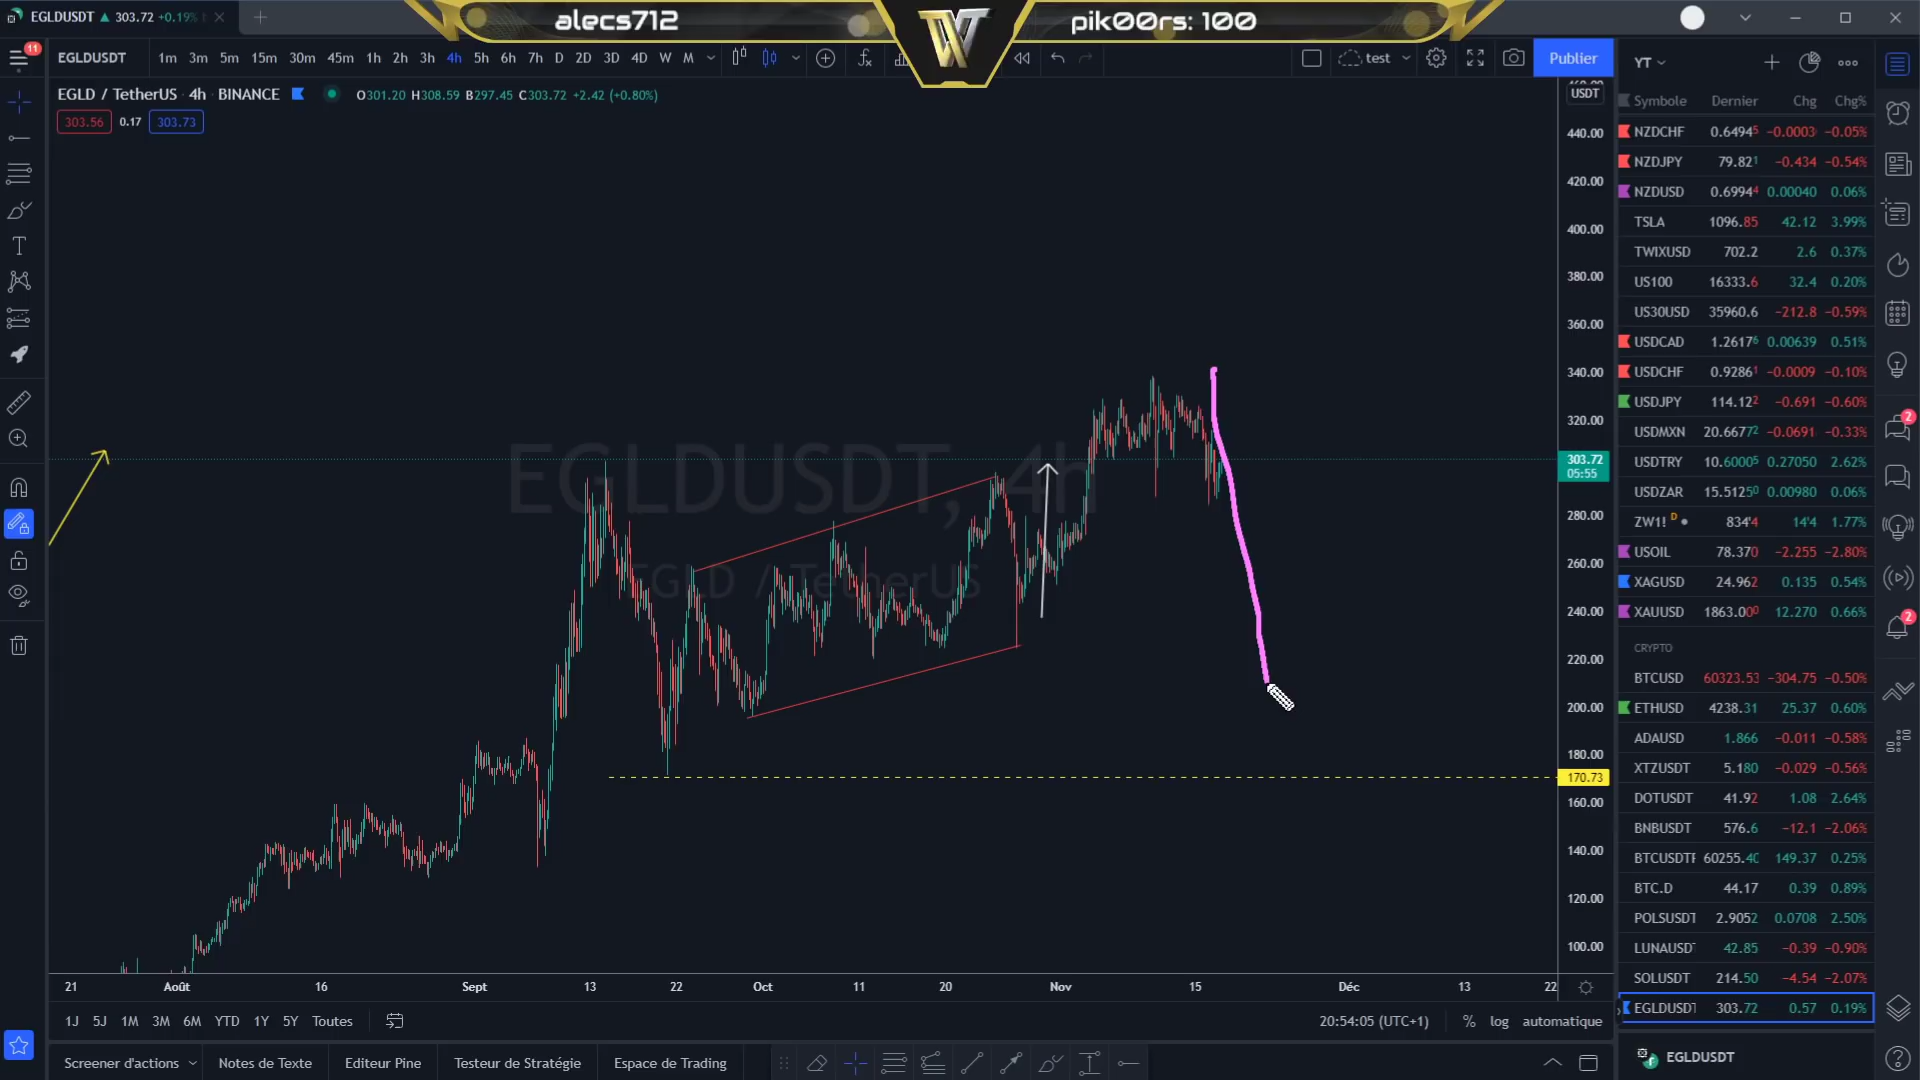 EGLDUSDT ▲ 303.72 +0.19%
alecs712
pik00rs: 100
11
EGLDUSDT 1m 3m 5m 15m 30m 45m 1h 2h 3h 4h 5h 6h 7h D 2D 3D 4D W M test Publier YT
EGLD / TetherUS · 4h · BINANCE O301.20 H308.59 B297.45 C303.72 +2.42 (+0.80%)
303.56 0.17 303.73
USDT
440.00
420.00
400.00
380.00
360.00
340.00
320.00
303.72
05:55
280.00
260.00
240.00
220.00
200.00
180.00
170.73
160.00
140.00
120.00
100.00
EGLDUSDT, 4h
EGLD / TetherUS
21 Août 16 Sept 13 22 Oct 11 20 Nov 15 Déc 13 22
1J 5J 1M 3M 6M YTD 1Y 5Y Toutes 20:54:05 (UTC+1) % log automatique
Screener d'actions Notes de Texte Editeur Pine Testeur de Stratégie Espace de Trading
Symbole Dernier Chg Chg%
NZDCHF 0.64945 −0.0003 −0.05%
NZDJPY 79.821 −0.434 −0.54%
NZDUSD 0.69944 0.00040 0.06%
TSLA 1096.85 42.12 3.99%
TWIXUSD 702.2 2.6 0.37%
US100 16333.6 32.4 0.20%
US30USD 35960.6 −212.8 −0.59%
USDCAD 1.26176 0.00639 0.51%
USDCHF 0.92861 −0.0009 −0.10%
USDJPY 114.122 −0.691 −0.60%
USDMXN 20.66772 −0.0691 −0.33%
USDTRY 10.60005 0.27050 2.62%
USDZAR 15.51250 0.00980 0.06%
ZW1! D 834'4 14'4 1.77%
USOIL 78.370 −2.255 −2.80%
XAGUSD 24.962 0.135 0.54%
XAUUSD 1863.000 12.270 0.66%
CRYPTO
BTCUSD 60323.53 −304.75 −0.50%
ETHUSD 4238.31 25.37 0.60%
ADAUSD 1.866 −0.011 −0.58%
XTZUSDT 5.180 −0.029 −0.56%
DOTUSDT 41.92 1.08 2.64%
BNBUSDT 576.6 −12.1 −2.06%
BTCUSDTF 60255.40 149.37 0.25%
BTC.D 44.17 0.39 0.89%
POLSUSDT 2.9052 0.0708 2.50%
LUNAUSDT 42.85 −0.39 −0.90%
SOLUSDT 214.50 −4.54 −2.07%
EGLDUSDT 303.72 0.57 0.19%
EGLDUSDT
2
2